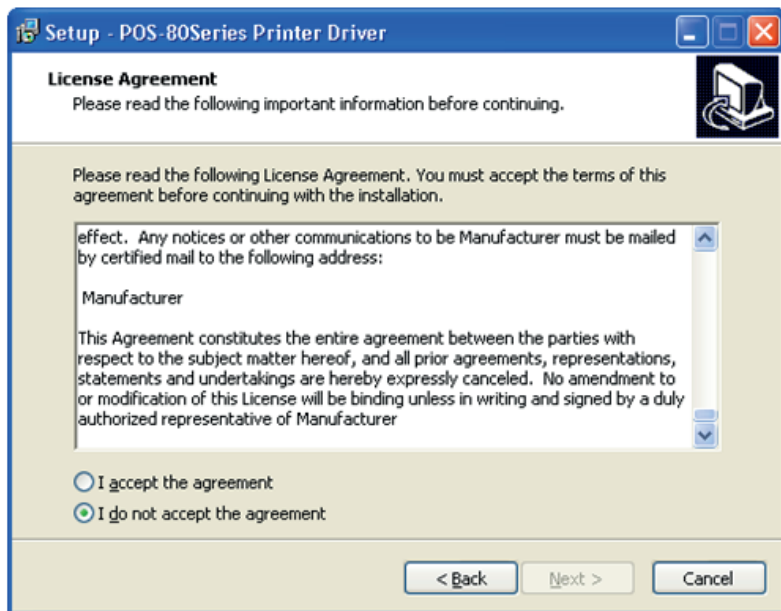 Setup - POS-80Series Printer Driver
License Agreement
Please read the following important information before continuing.
Please read the following License Agreement. You must accept the terms of this
agreement before continuing with the installation.
effect.  Any notices or other communications to be Manufacturer must be mailed
by certified mail to the following address:
Manufacturer
This Agreement constitutes the entire agreement between the parties with
respect to the subject matter hereof, and all prior agreements, representations,
statements and undertakings are hereby expressly canceled.  No amendment to
or modification of this License will be binding unless in writing and signed by a duly
authorized representative of Manufacturer
I accept the agreement
I do not accept the agreement
< Back
Next >
Cancel